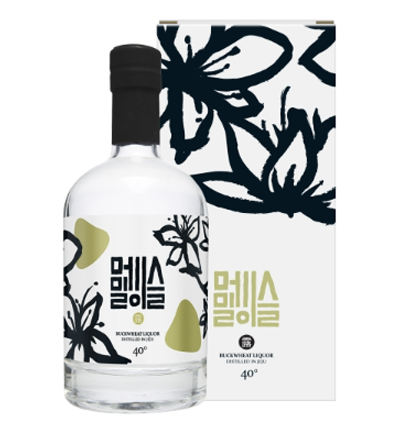 메밀이슬
BUCKWHEAT LIQUOR
DISTILLED IN JEJU
40°
메밀이슬
BUCKWHEAT LIQUOR
DISTILLED IN JEJU
40°